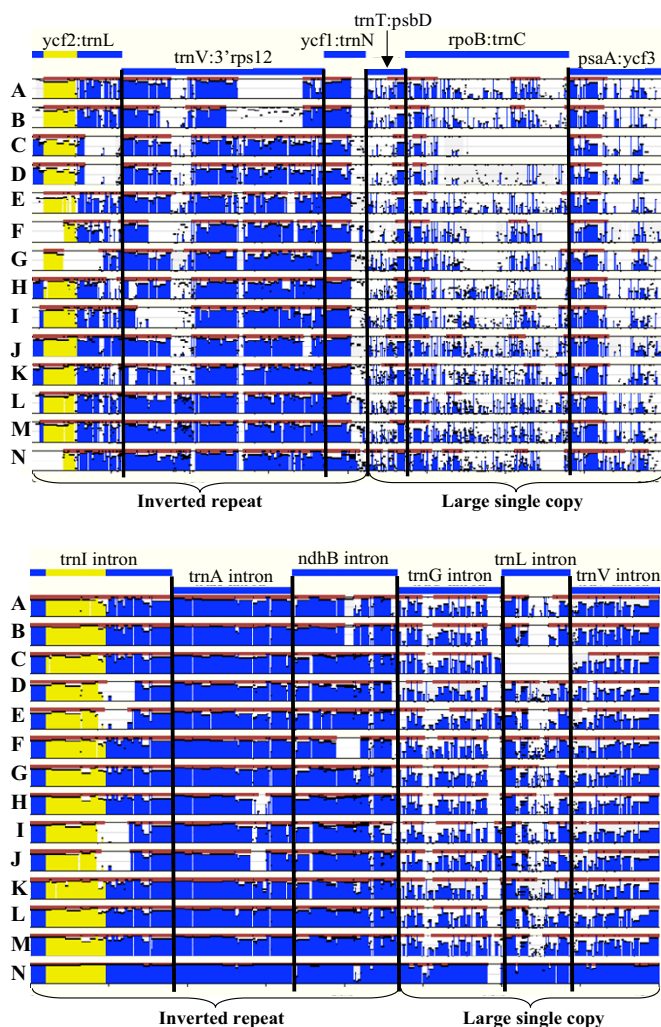 trnT:psbD
ycf2:trnL ycf1:trnN rpoB:trnC
trnV:3'rps12 psaA:ycf3
A
B
C
D
E
F
G
H
I
J
K
L
M
N
Inverted repeat Large single copy
trnI intron ndhB intron trnL intron
trnA intron trnG intron trnV intron
A
B
C
D
E
F
G
H
I
J
K
L
M
N
Inverted repeat Large single copy